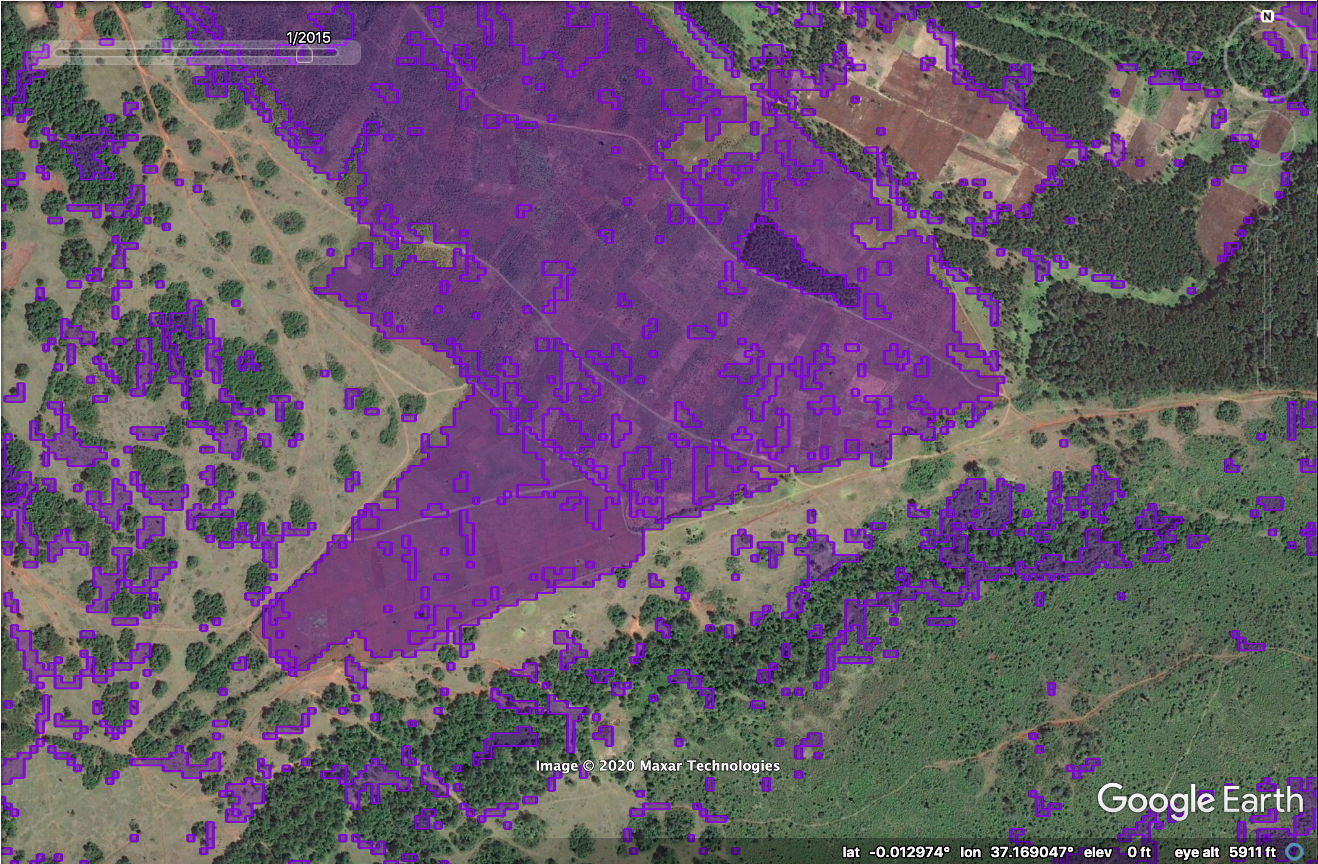 N
1/2015
Image © 2020 Maxar Technologies
Google Earth
lat -0.012974° lon 37.169047° elev 0 ft eye alt 5911 ft